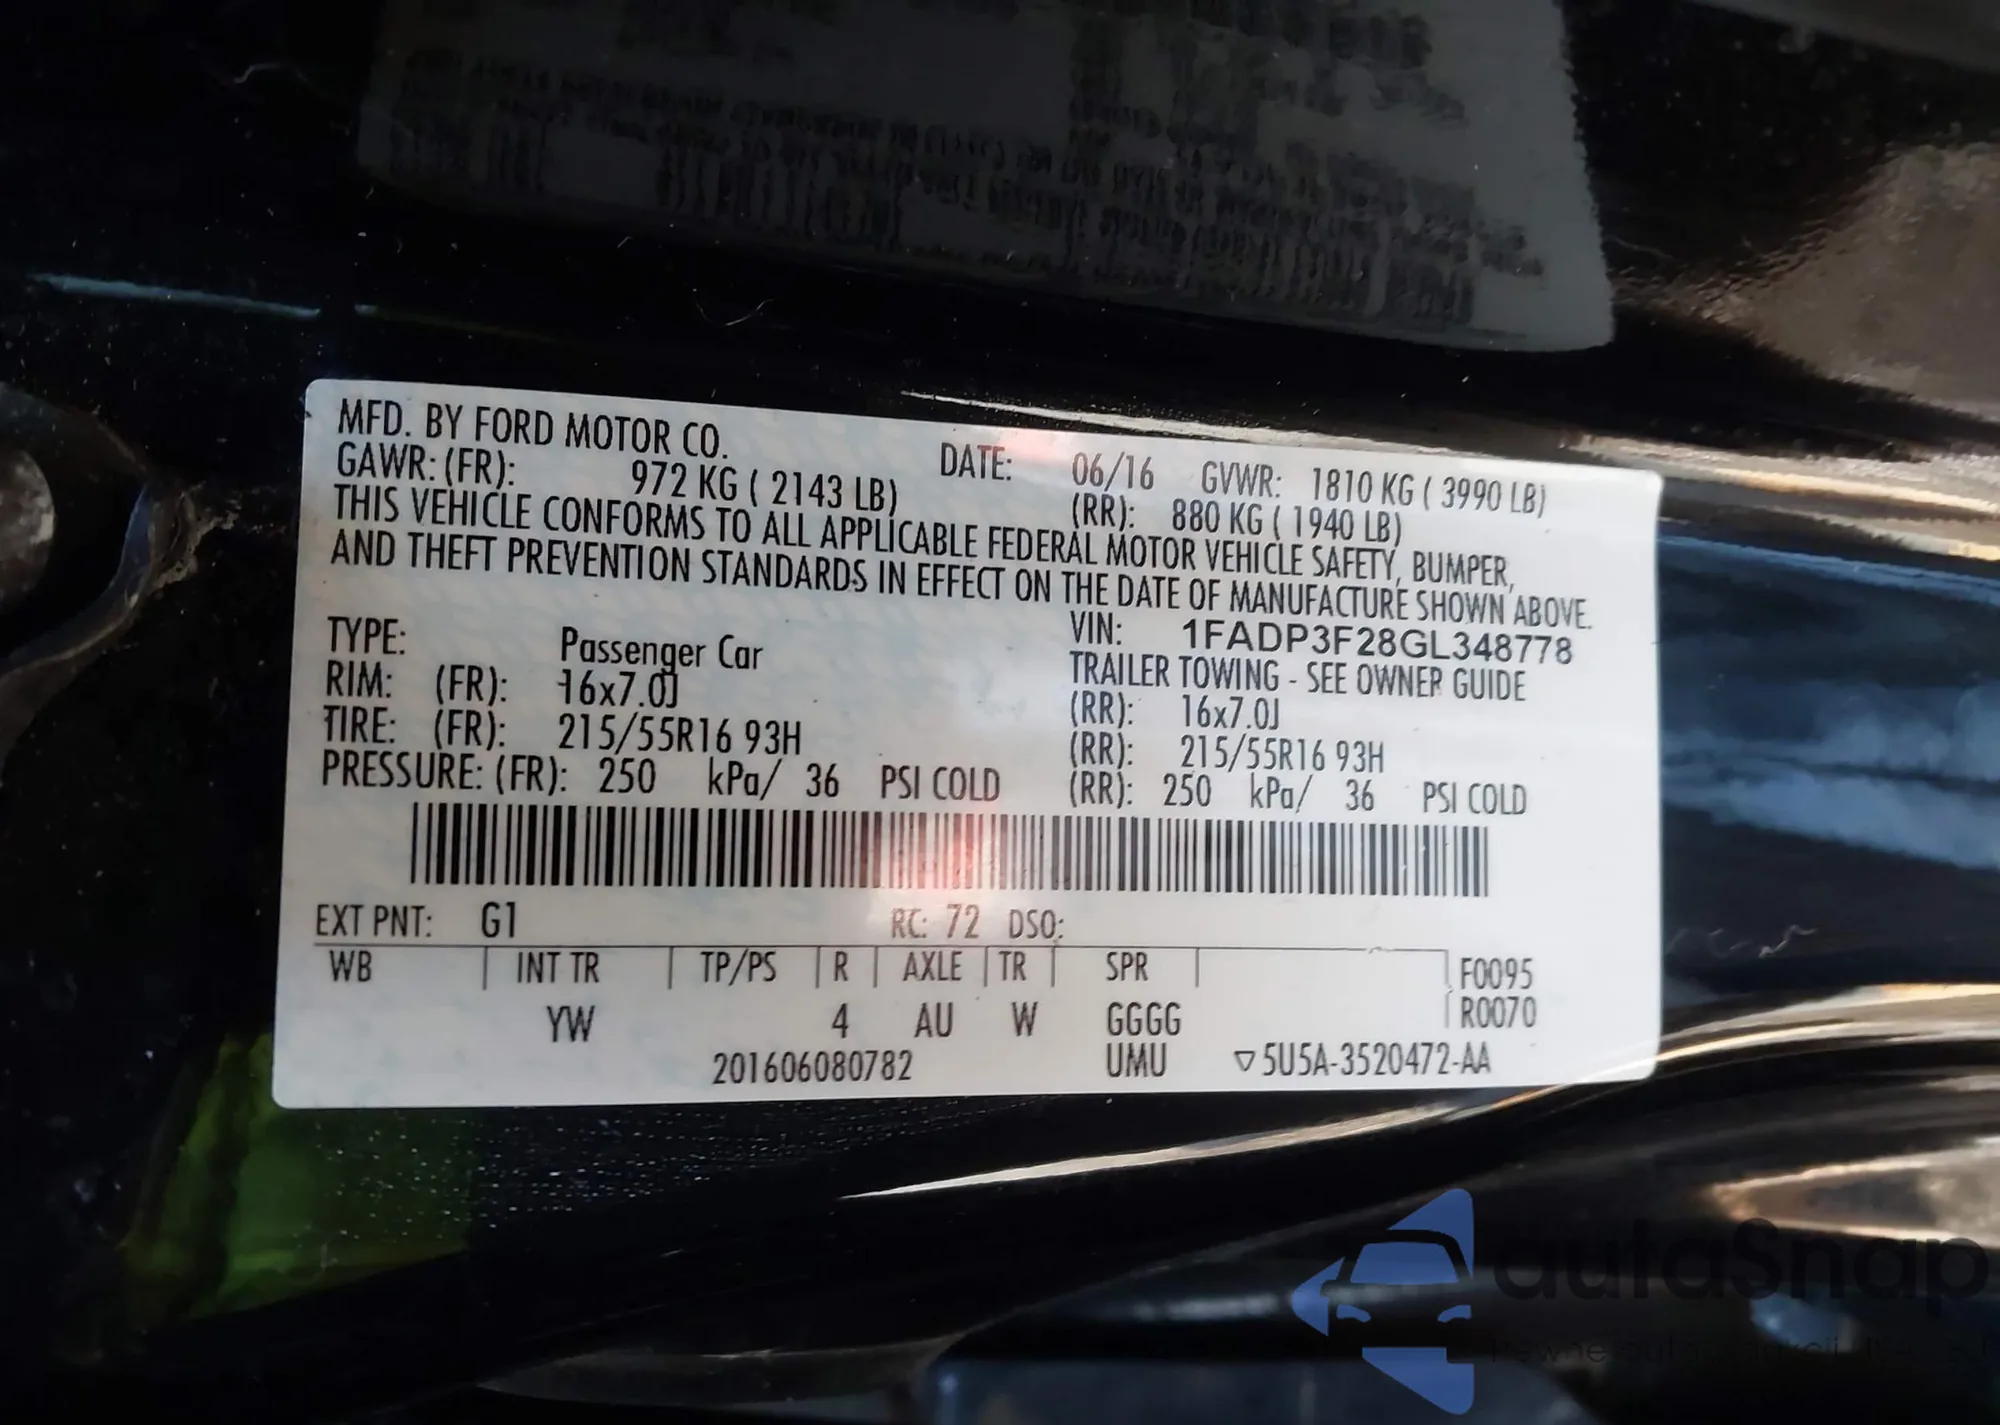 MFD. BY FORD MOTOR CO. DATE: 06/16 GVWR: 1810 KG ( 3990 LB)
GAWR: (FR): 972 KG ( 2143 LB) (RR): 880 KG ( 1940 LB)
THIS VEHICLE CONFORMS TO ALL APPLICABLE FEDERAL MOTOR VEHICLE SAFETY, BUMPER,
AND THEFT PREVENTION STANDARDS IN EFFECT ON THE DATE OF MANUFACTURE SHOWN ABOVE.
VIN: 1FADP3F28GL348778
TYPE: Passenger Car TRAILER TOWING - SEE OWNER GUIDE
RIM: (FR): 16x7.0J (RR): 16x7.0J
TIRE: (FR): 215/55R16 93H (RR): 215/55R16 93H
PRESSURE: (FR): 250 kPa/ 36 PSI COLD (RR): 250 kPa/ 36 PSI COLD
EXT PNT: G1 RC: 72 DSO:
WB INT TR TP/PS R AXLE TR SPR F0095
YW 4 AU W GGGG R0070
201606080782 UMU ▽5U5A-3520472-AA
autaSnap